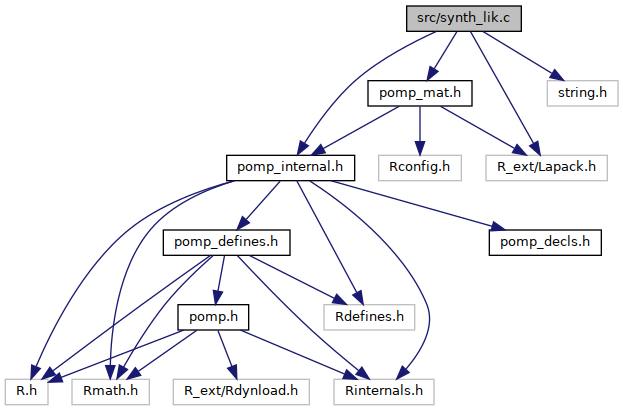 src/synth_lik.c
pomp_mat.h
string.h
pomp_internal.h
Rconfig.h
R_ext/Lapack.h
pomp_defines.h
pomp_decls.h
pomp.h
Rdefines.h
R.h
Rmath.h
R_ext/Rdynload.h
Rinternals.h